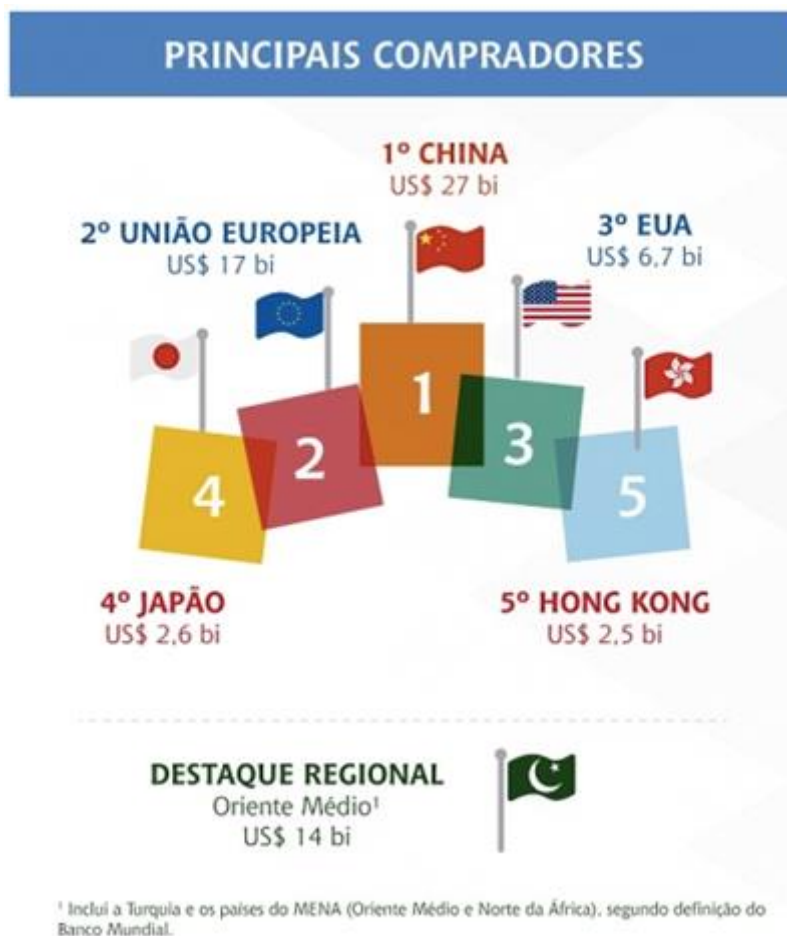 PRINCIPAIS COMPRADORES
1º CHINA
US$ 27 bi
2º UNIÃO EUROPEIA
US$ 17 bi
3º EUA
US$ 6,7 bi
1
2
3
4
5
4º JAPÃO
US$ 2,6 bi
5º HONG KONG
US$ 2,5 bi
DESTAQUE REGIONAL
Oriente Médio¹
US$ 14 bi
¹ Inclui a Turquia e os países do MENA (Oriente Médio e Norte da África), segundo definição do
Banco Mundial.